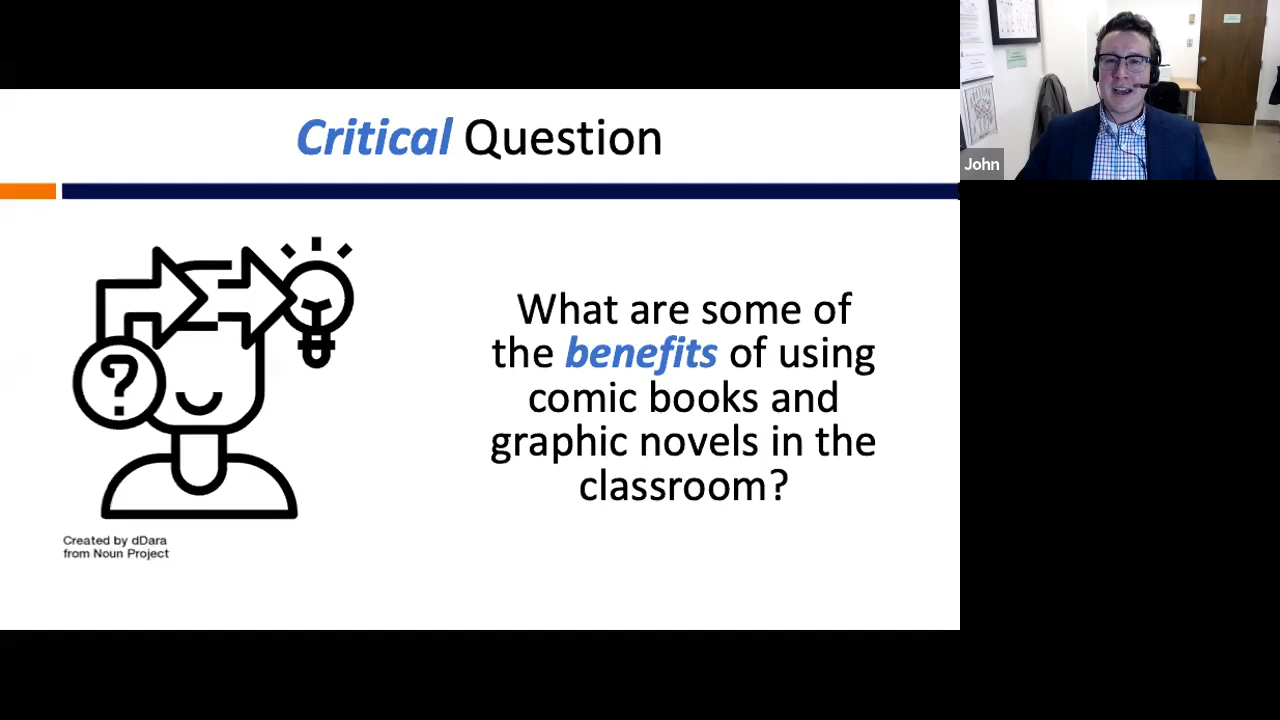 Critical Question
John
?
What are some of
the benefits of using
comic books and
graphic novels in the
classroom?
Created by dDara
from Noun Project